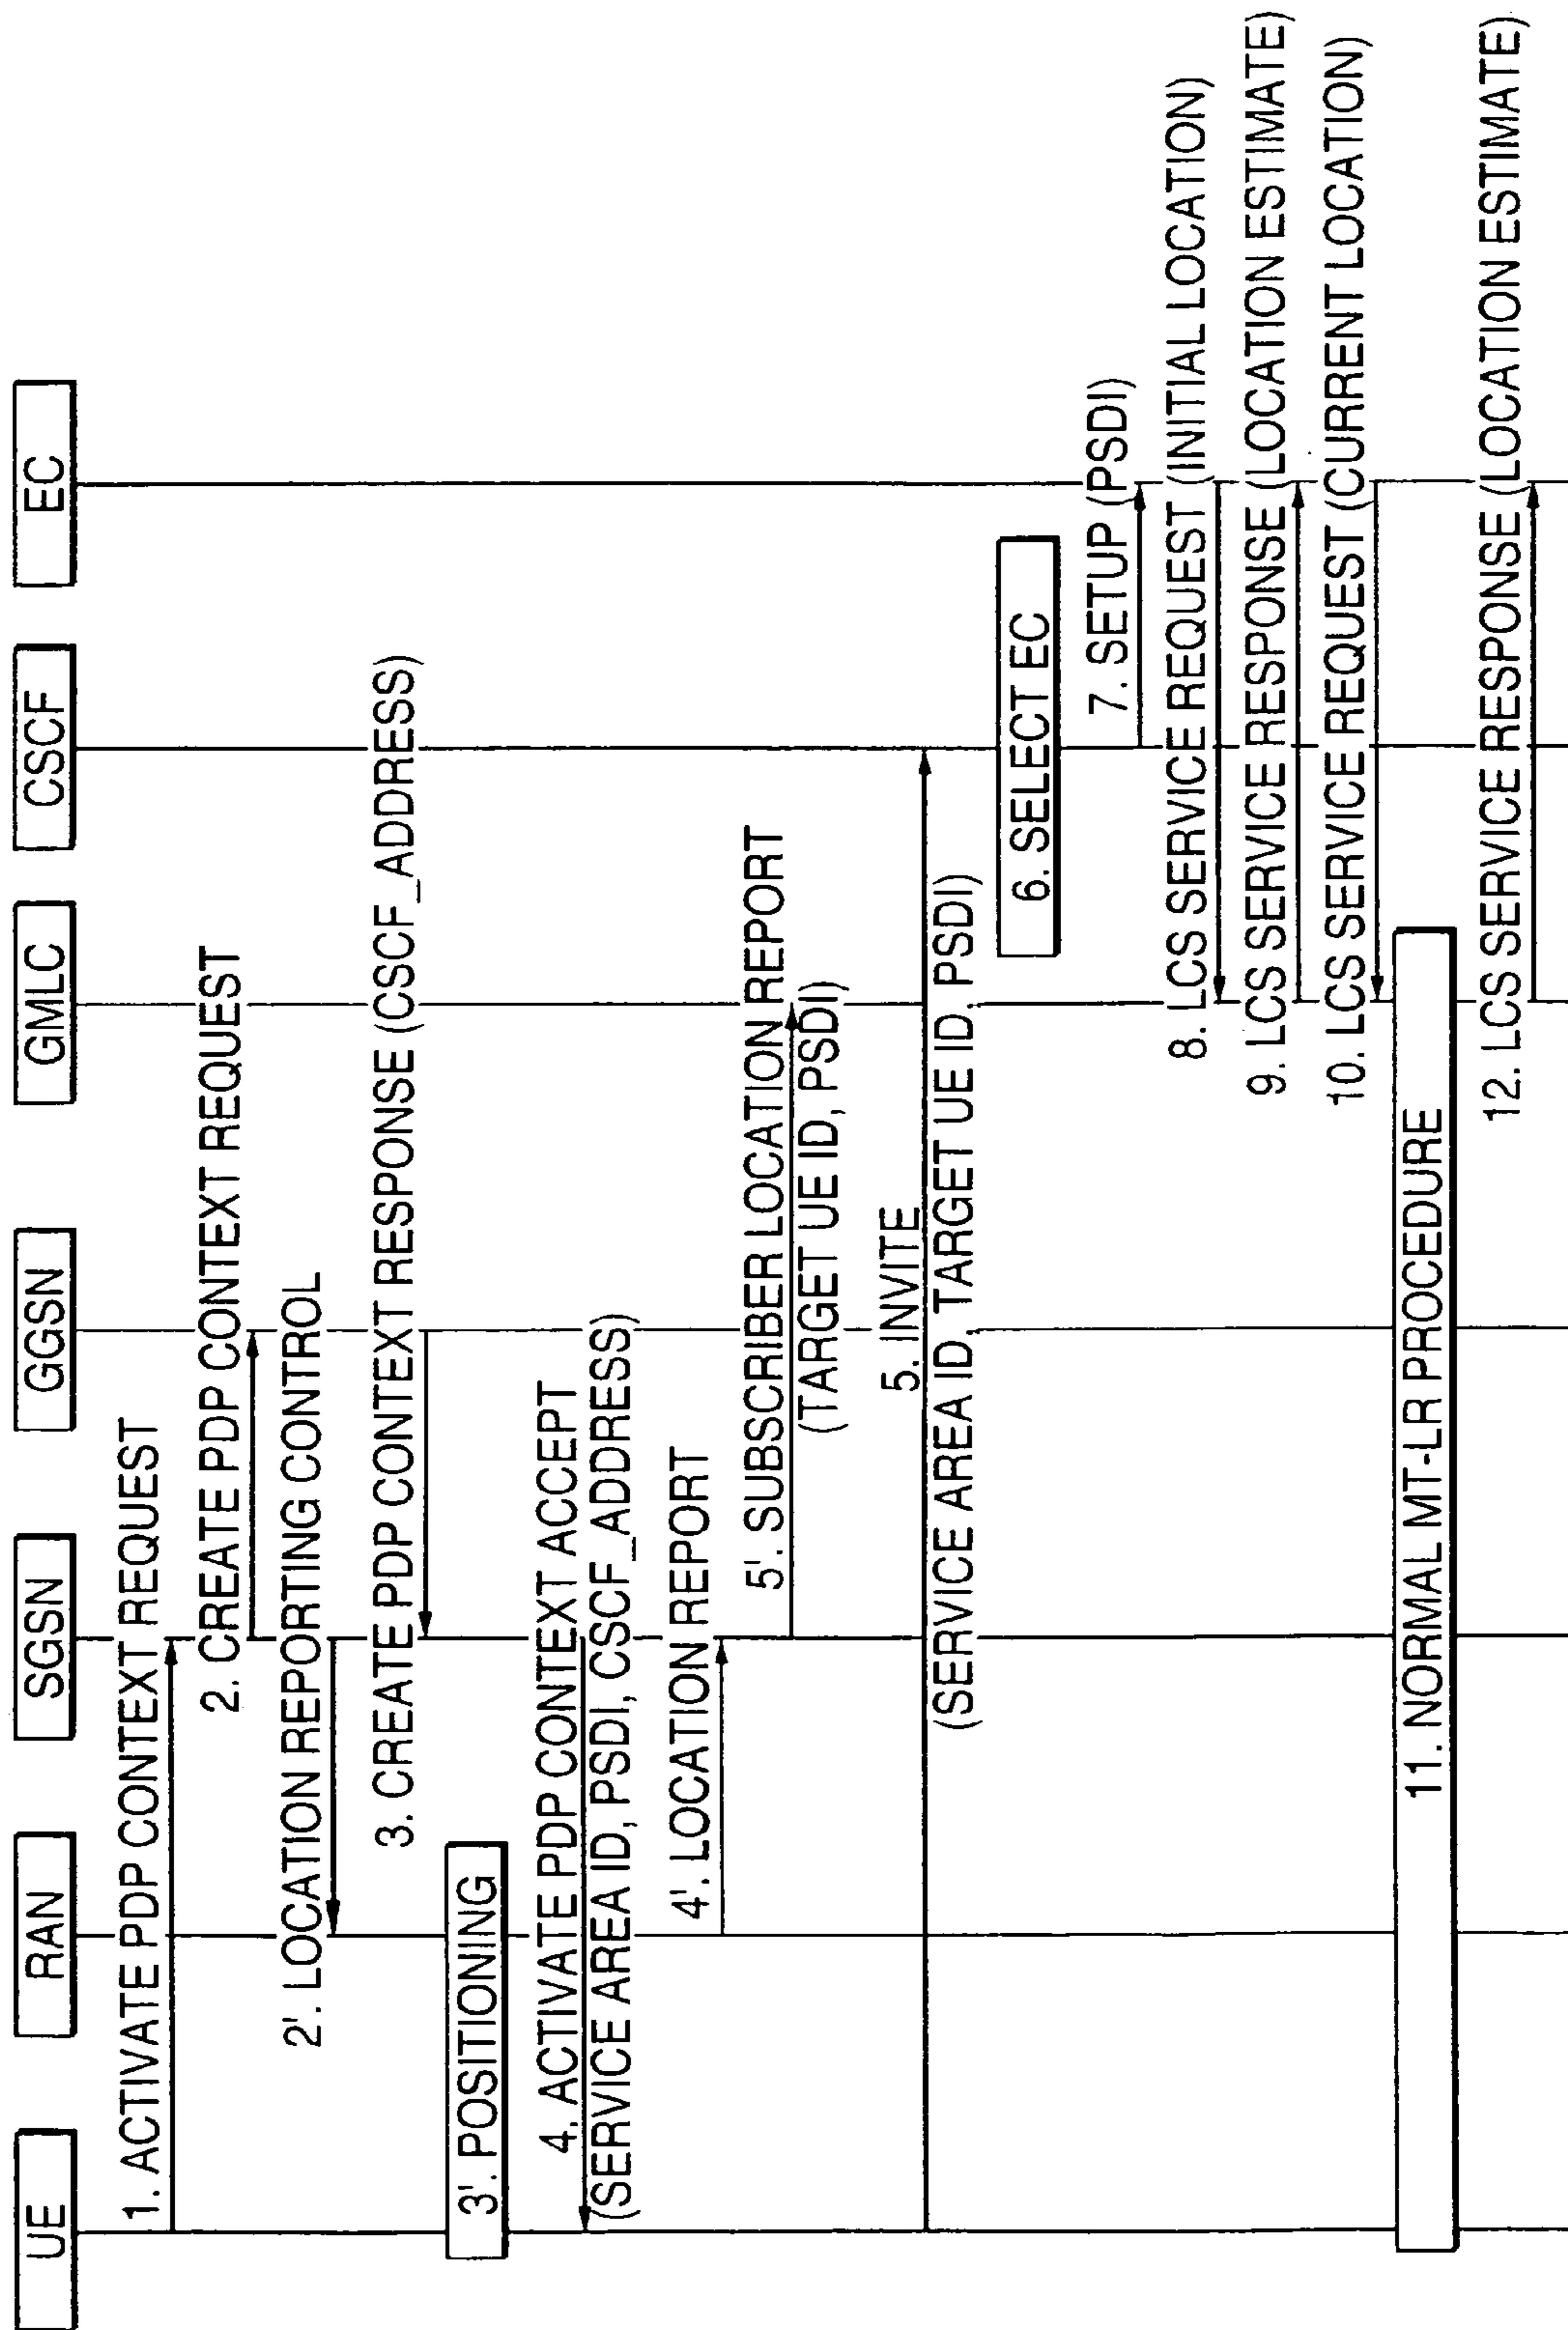 UE
RAN
SGSN
GGSN
GMLC
CSCF
EC
1. ACTIVATE PDP CONTEXT REQUEST
2. CREATE PDP CONTEXT REQUEST
2'. LOCATION REPORTING CONTROL
3. CREATE PDP CONTEXT RESPONSE (CSCF_ADDRESS)
3'. POSITIONING
4. ACTIVATE PDP CONTEXT ACCEPT
(SERVICE AREA ID, PSDI, CSCF_ADDRESS)
4'. LOCATION REPORT
5'. SUBSCRIBER LOCATION REPORT
(TARGET UE ID, PSDI)
5. INVITE
(SERVICE AREA ID, TARGET UE ID, PSDI)
6. SELECT EC
7. SETUP (PSDI)
8. LCS SERVICE REQUEST (INITIAL LOCATION)
9. LCS SERVICE RESPONSE (LOCATION ESTIMATE)
10. LCS SERVICE REQUEST (CURRENT LOCATION)
11. NORMAL MT-LR PROCEDURE
12. LCS SERVICE RESPONSE (LOCATION ESTIMATE)